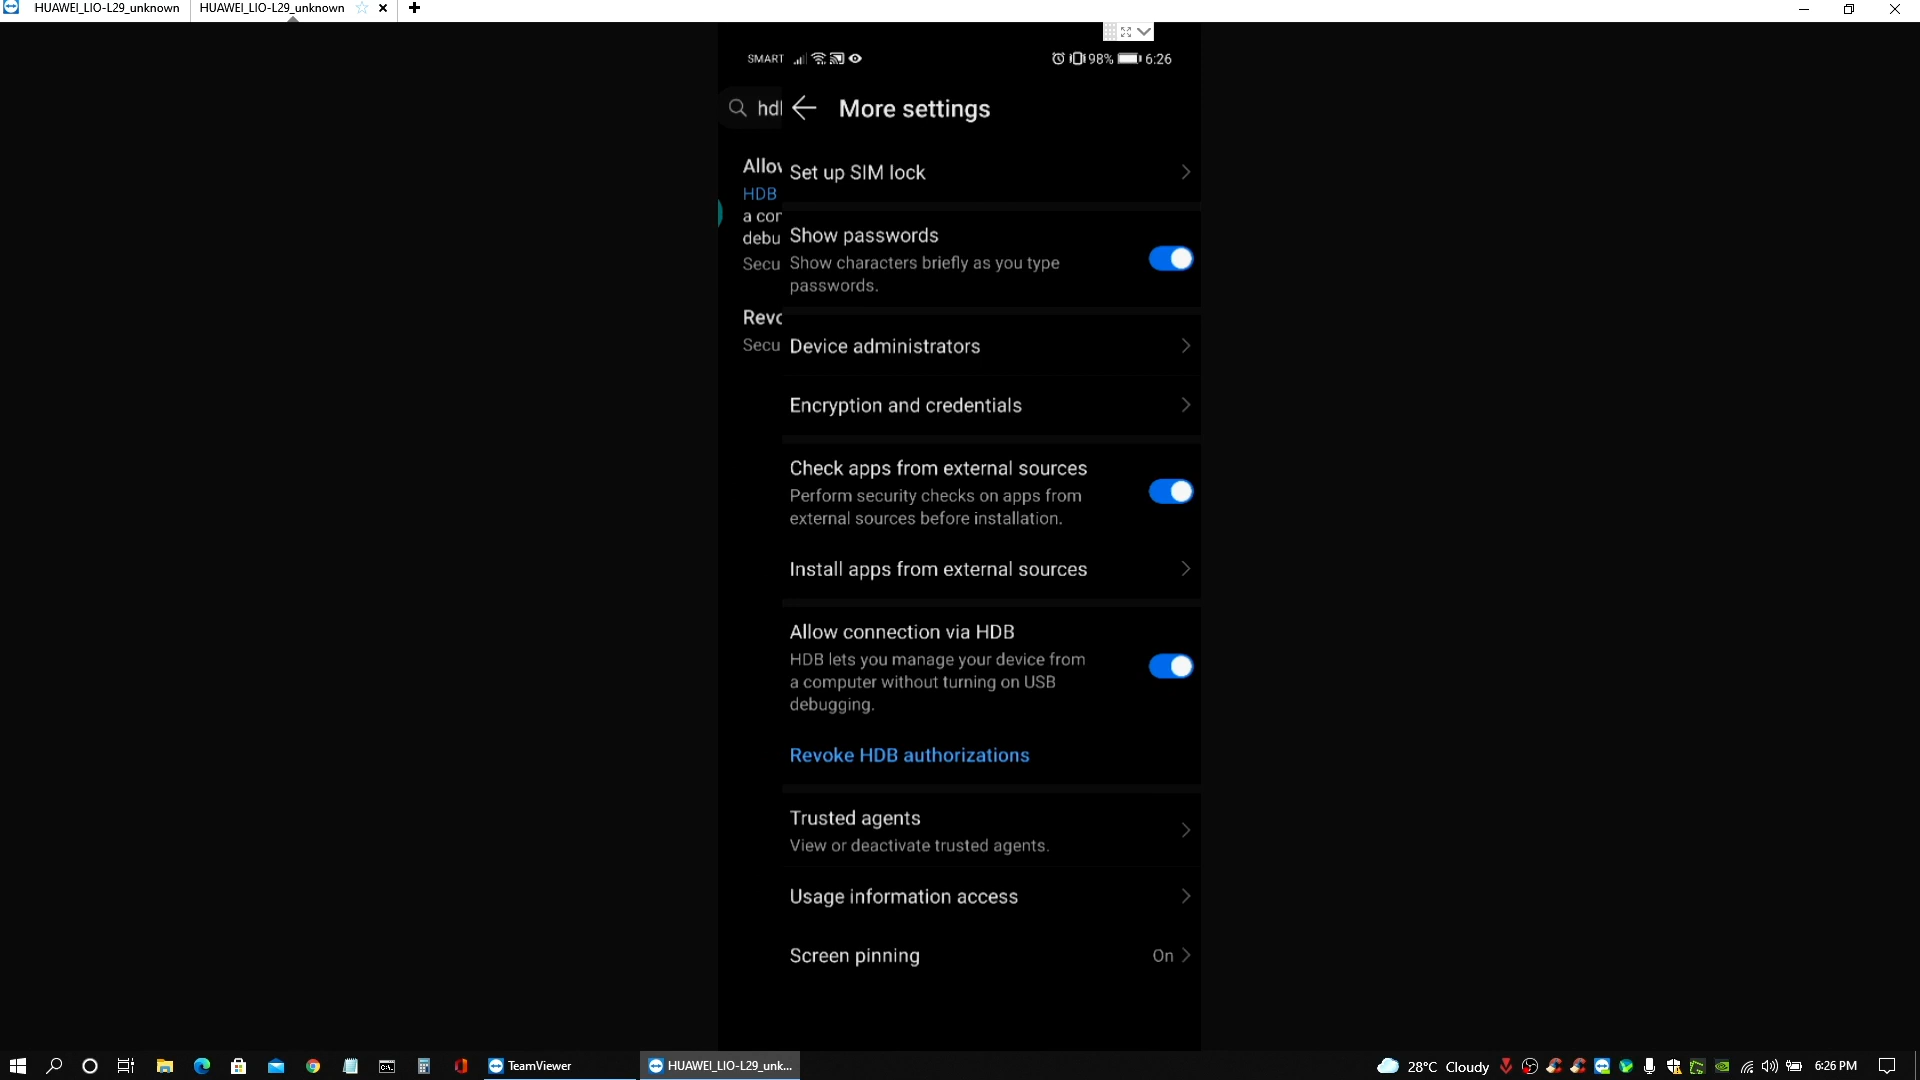 HUAWEI_LIO-L29_unknown
HUAWEI_LIO-L29_unknown
SMART
98%
6:26
hd
More settings
Allow
HDB
a con
debu
Secu
Revo
Secu
Set up SIM lock
Show passwords
Show characters briefly as you type
passwords.
Device administrators
Encryption and credentials
Check apps from external sources
Perform security checks on apps from
external sources before installation.
Install apps from external sources
Allow connection via HDB
HDB lets you manage your device from
a computer without turning on USB
debugging.
Revoke HDB authorizations
Trusted agents
View or deactivate trusted agents.
Usage information access
Screen pinning
On
TeamViewer
HUAWEI_LIO-L29_unk...
28°C Cloudy
6:26 PM